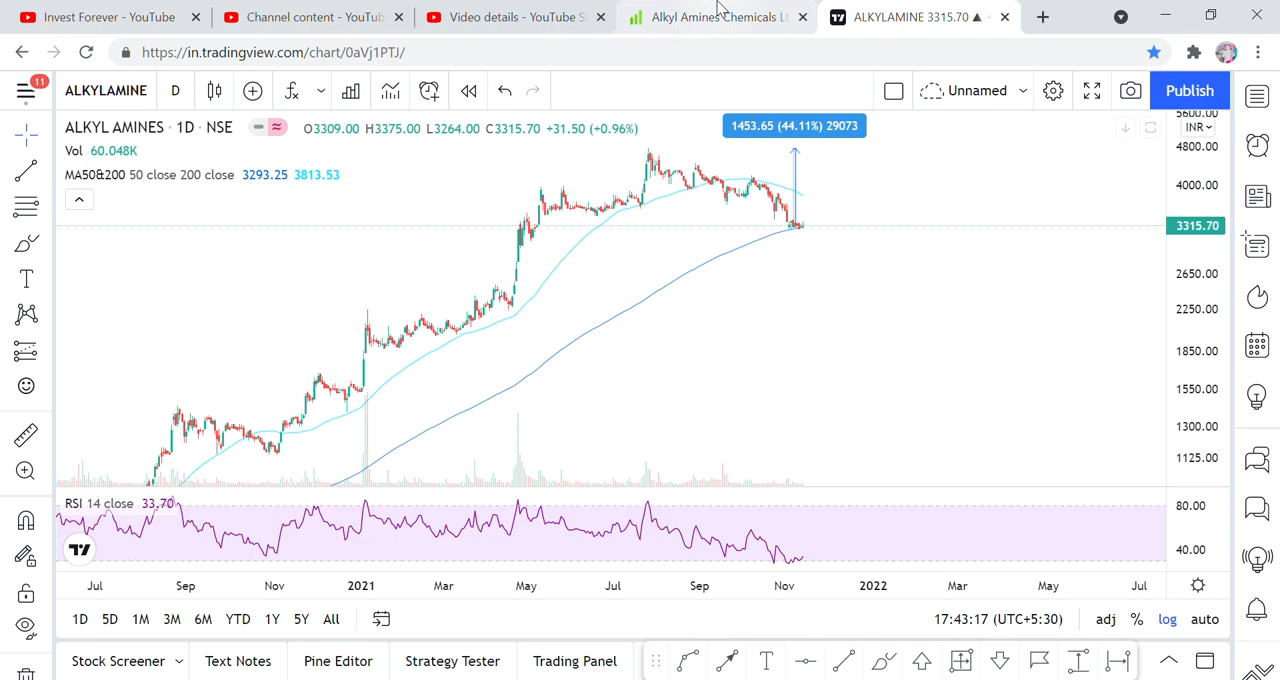 Invest Forever - YouTube
Channel content - YouTub
Video details - YouTube S
Alkyl Amines Chemicals Lt
ALKYLAMINE 3315.70 ▲
https://in.tradingview.com/chart/0aVj1PTJ/
11
ALKYLAMINE
D
Unnamed
Publish
ALKYL AMINES · 1D · NSE
O3309.00 H3375.00 L3264.00 C3315.70 +31.50 (+0.96%)
Vol 60.048K
MA50&200 50 close 200 close 3293.25 3813.53
1453.65 (44.11%) 29073
5600.00
INR
4800.00
4000.00
3315.70
2650.00
2250.00
1850.00
1550.00
1300.00
1125.00
RSI 14 close 33.70
80.00
40.00
Jul Sep Nov 2021 Mar May Jul Sep Nov 2022 Mar May Jul
1D 5D 1M 3M 6M YTD 1Y 5Y All
17:43:17 (UTC+5:30)
adj % log auto
Stock Screener
Text Notes
Pine Editor
Strategy Tester
Trading Panel